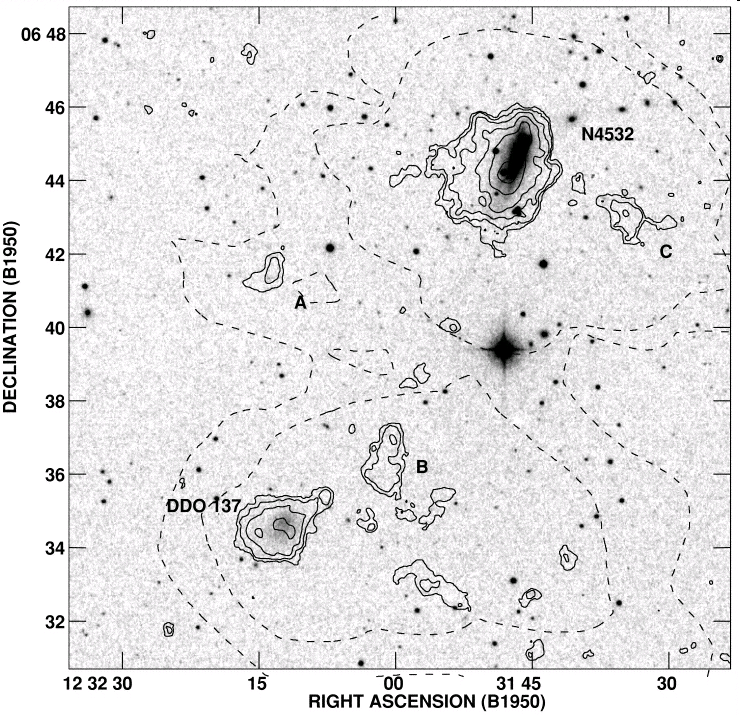 06 48
46
N4532
44
42
C
A
40
38
B
36
DDO 137
34
32
12 32 30
15
00
31 45
30
RIGHT ASCENSION (B1950)
DECLINATION (B1950)